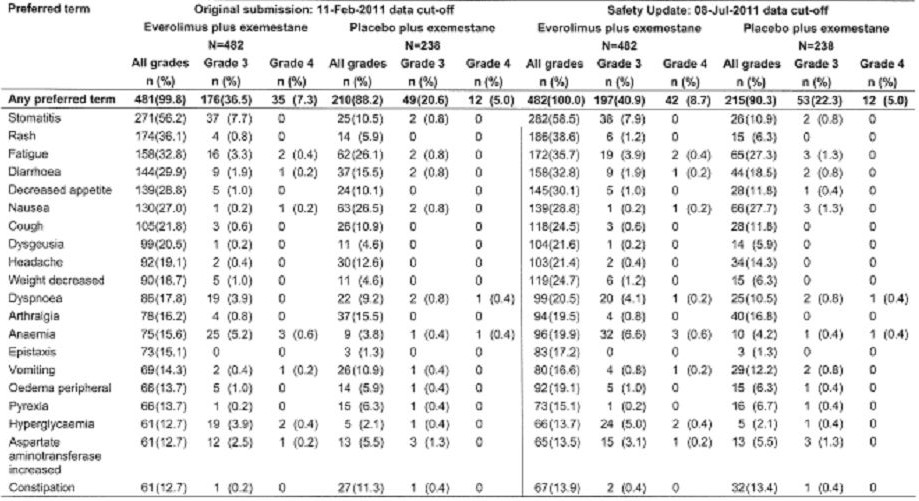 Preferred term Original submission: 11-Feb-2011 data cut-off Safety Update: 08-Jul-2011 data cut-off
Everolimus plus exemestane Placebo plus exemestane Everolimus plus exemestane Placebo plus exemestane
N=482 N=238 N=482 N=238
All grades Grade 3 Grade 4 All grades Grade 3 Grade 4 All grades Grade 3 Grade 4 All grades Grade 3 Grade 4
n (%) n (%) n (%) n (%) n (%) n (%) n (%) n (%) n (%) n (%) n (%) n (%)
Any preferred term 481(99.8) 176(36.5) 35 (7.3) 210(88.2) 49(20.6) 12 (5.0) 482(100.0) 197(40.9) 42 (8.7) 215(90.3) 53(22.3) 12 (5.0)
Stomatitis 271(56.2) 37 (7.7) 0 25(10.5) 2 (0.8) 0 282(58.5) 38 (7.9) 0 26(10.9) 2 (0.8) 0
Rash 174(36.1) 4 (0.8) 0 14 (5.9) 0 0 186(38.6) 6 (1.2) 0 15 (6.3) 0 0
Fatigue 158(32.8) 16 (3.3) 2 (0.4) 62(26.1) 2 (0.8) 0 172(35.7) 19 (3.9) 2 (0.4) 65(27.3) 3 (1.3) 0
Diarrhoea 144(29.9) 9 (1.9) 1 (0.2) 37(15.5) 2 (0.8) 0 158(32.8) 9 (1.9) 1 (0.2) 44(18.5) 2 (0.8) 0
Decreased appetite 139(28.8) 5 (1.0) 0 24(10.1) 0 0 145(30.1) 5 (1.0) 0 28(11.8) 1 (0.4) 0
Nausea 130(27.0) 1 (0.2) 1 (0.2) 63(26.5) 2 (0.8) 0 139(28.8) 1 (0.2) 1 (0.2) 66(27.7) 3 (1.3) 0
Cough 105(21.8) 3 (0.6) 0 26(10.9) 0 0 118(24.5) 3 (0.6) 0 28(11.8) 0 0
Dysgeusia 99(20.5) 1 (0.2) 0 11 (4.6) 0 0 104(21.6) 1 (0.2) 0 14 (5.9) 0 0
Headache 92(19.1) 2 (0.4) 0 30(12.6) 0 0 103(21.4) 2 (0.4) 0 34(14.3) 0 0
Weight decreased 90(18.7) 5 (1.0) 0 11 (4.6) 0 0 119(24.7) 6 (1.2) 0 15 (6.3) 0 0
Dyspnoea 86(17.8) 19 (3.9) 0 22 (9.2) 2 (0.8) 1 (0.4) 99(20.5) 20 (4.1) 1 (0.2) 25(10.5) 2 (0.8) 1 (0.4)
Arthralgia 78(16.2) 4 (0.8) 0 37(15.5) 0 0 94(19.5) 4 (0.8) 0 40(16.8) 0 0
Anaemia 75(15.6) 25 (5.2) 3 (0.6) 9 (3.8) 1 (0.4) 1 (0.4) 96(19.9) 32 (6.6) 3 (0.6) 10 (4.2) 1 (0.4) 1 (0.4)
Epistaxis 73(15.1) 0 0 3 (1.3) 0 0 83(17.2) 0 0 3 (1.3) 0 0
Vomiting 69(14.3) 2 (0.4) 1 (0.2) 26(10.9) 1 (0.4) 0 80(16.6) 4 (0.8) 1 (0.2) 29(12.2) 2 (0.8) 0
Oedema peripheral 66(13.7) 5 (1.0) 0 14 (5.9) 1 (0.4) 0 92(19.1) 5 (1.0) 0 15 (6.3) 1 (0.4) 0
Pyrexia 66(13.7) 1 (0.2) 0 15 (6.3) 1 (0.4) 0 73(15.1) 1 (0.2) 0 16 (6.7) 1 (0.4) 0
Hyperglycaemia 61(12.7) 19 (3.9) 2 (0.4) 5 (2.1) 1 (0.4) 0 66(13.7) 24 (5.0) 2 (0.4) 5 (2.1) 1 (0.4) 0
Aspartate 61(12.7) 12 (2.5) 1 (0.2) 13 (5.5) 3 (1.3) 0 65(13.5) 15 (3.1) 1 (0.2) 13 (5.5) 3 (1.3) 0
aminotransferase
increased
Constipation 61(12.7) 1 (0.2) 0 27(11.3) 1 (0.4) 0 67(13.9) 2 (0.4) 0 32(13.4) 1 (0.4) 0